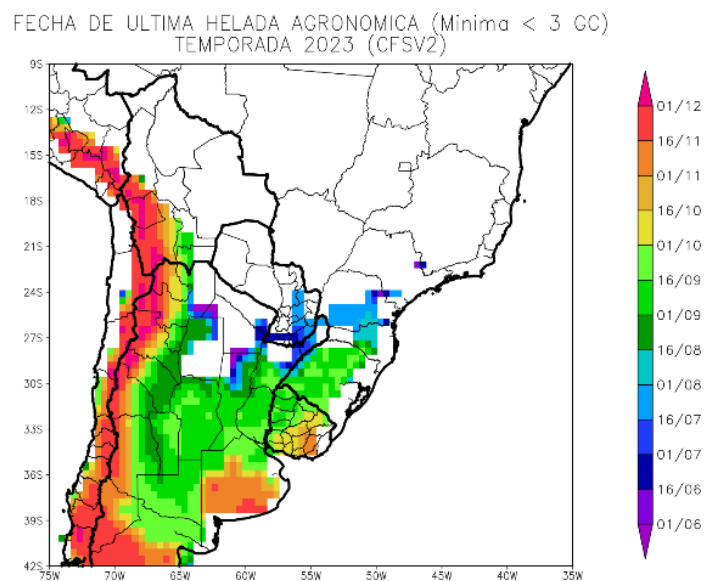 FECHA DE ULTIMA HELADA AGRONOMICA (Minima < 3 GC)
TEMPORADA 2023 (CFSV2)
9S
12S
15S
18S
21S
24S
27S
30S
33S
36S
39S
42S
75W 70W 65W 60W 55W 50W 45W 40W 35W
01/12
16/11
01/11
16/10
01/10
16/09
01/09
16/08
01/08
16/07
01/07
16/06
01/06